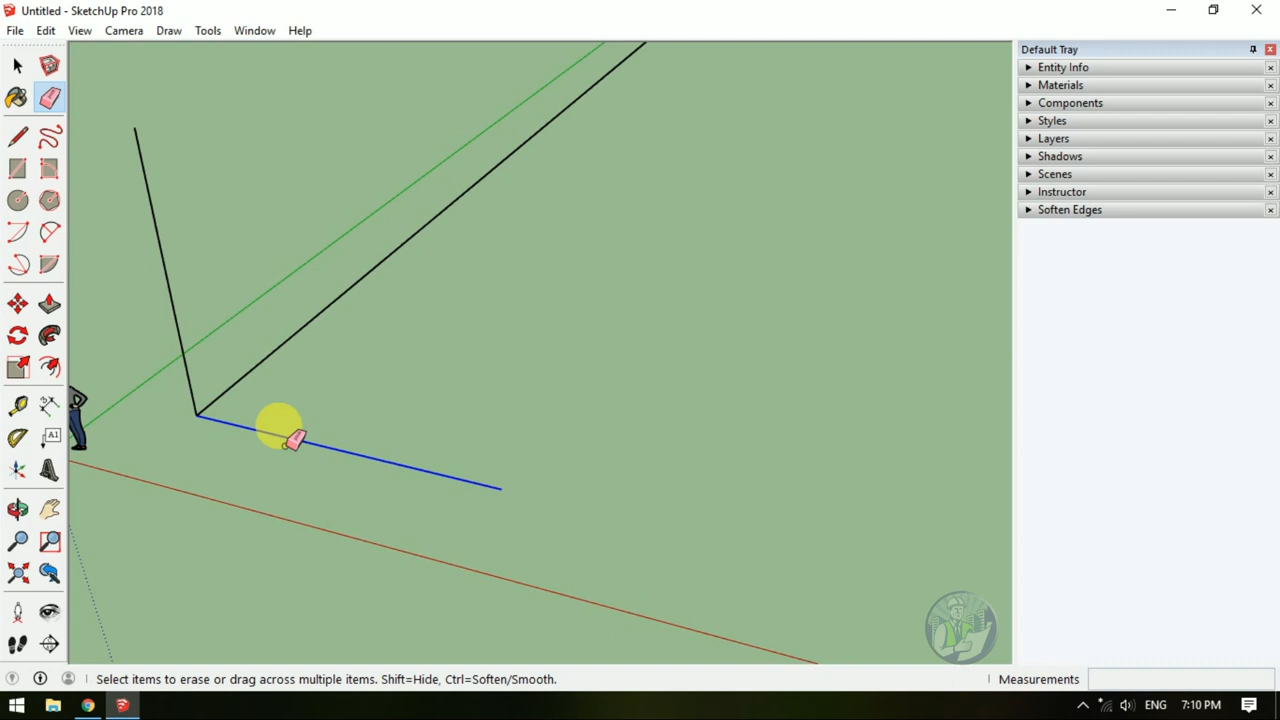 Untitled - SketchUp Pro 2018
File Edit View Camera Draw Tools Window Help
Default Tray
Entity Info
Materials
Components
Styles
Layers
Shadows
Scenes
Instructor
Soften Edges
A1
Select items to erase or drag across multiple items. Shift=Hide, Ctrl=Soften/Smooth.
Measurements
ENG 7:10 PM